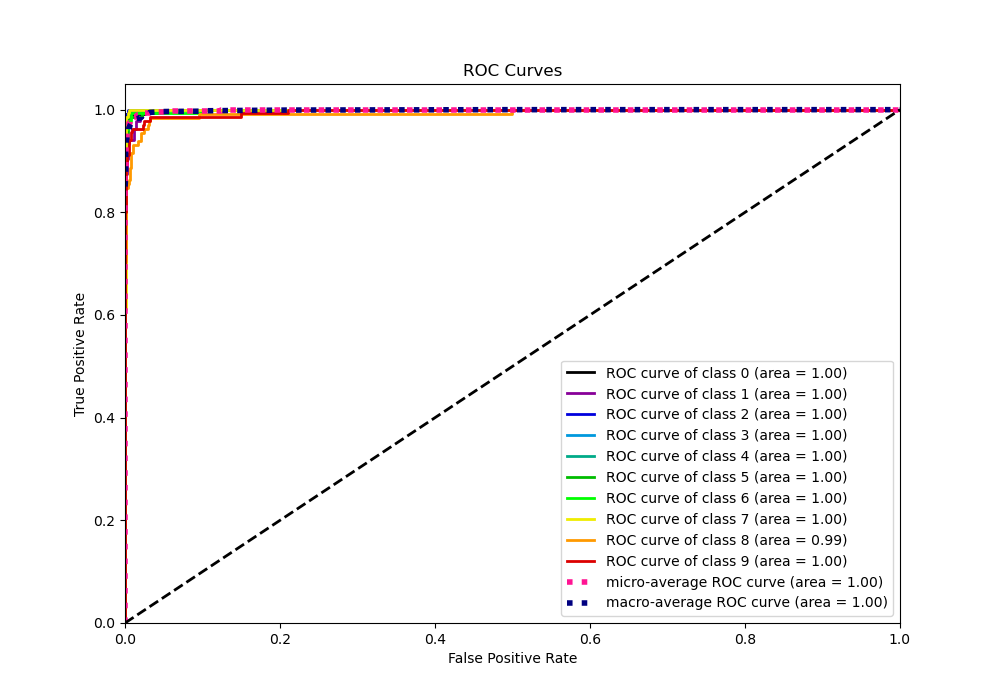 ROC Curves
True Positive Rate
1.0
0.8
0.6
0.4
0.2
0.0
ROC curve of class 0 (area = 1.00)
ROC curve of class 1 (area = 1.00)
ROC curve of class 2 (area = 1.00)
ROC curve of class 3 (area = 1.00)
ROC curve of class 4 (area = 1.00)
ROC curve of class 5 (area = 1.00)
ROC curve of class 6 (area = 1.00)
ROC curve of class 7 (area = 1.00)
ROC curve of class 8 (area = 0.99)
ROC curve of class 9 (area = 1.00)
micro-average ROC curve (area = 1.00)
macro-average ROC curve (area = 1.00)
0.0 0.2 0.4 0.6 0.8 1.0
False Positive Rate